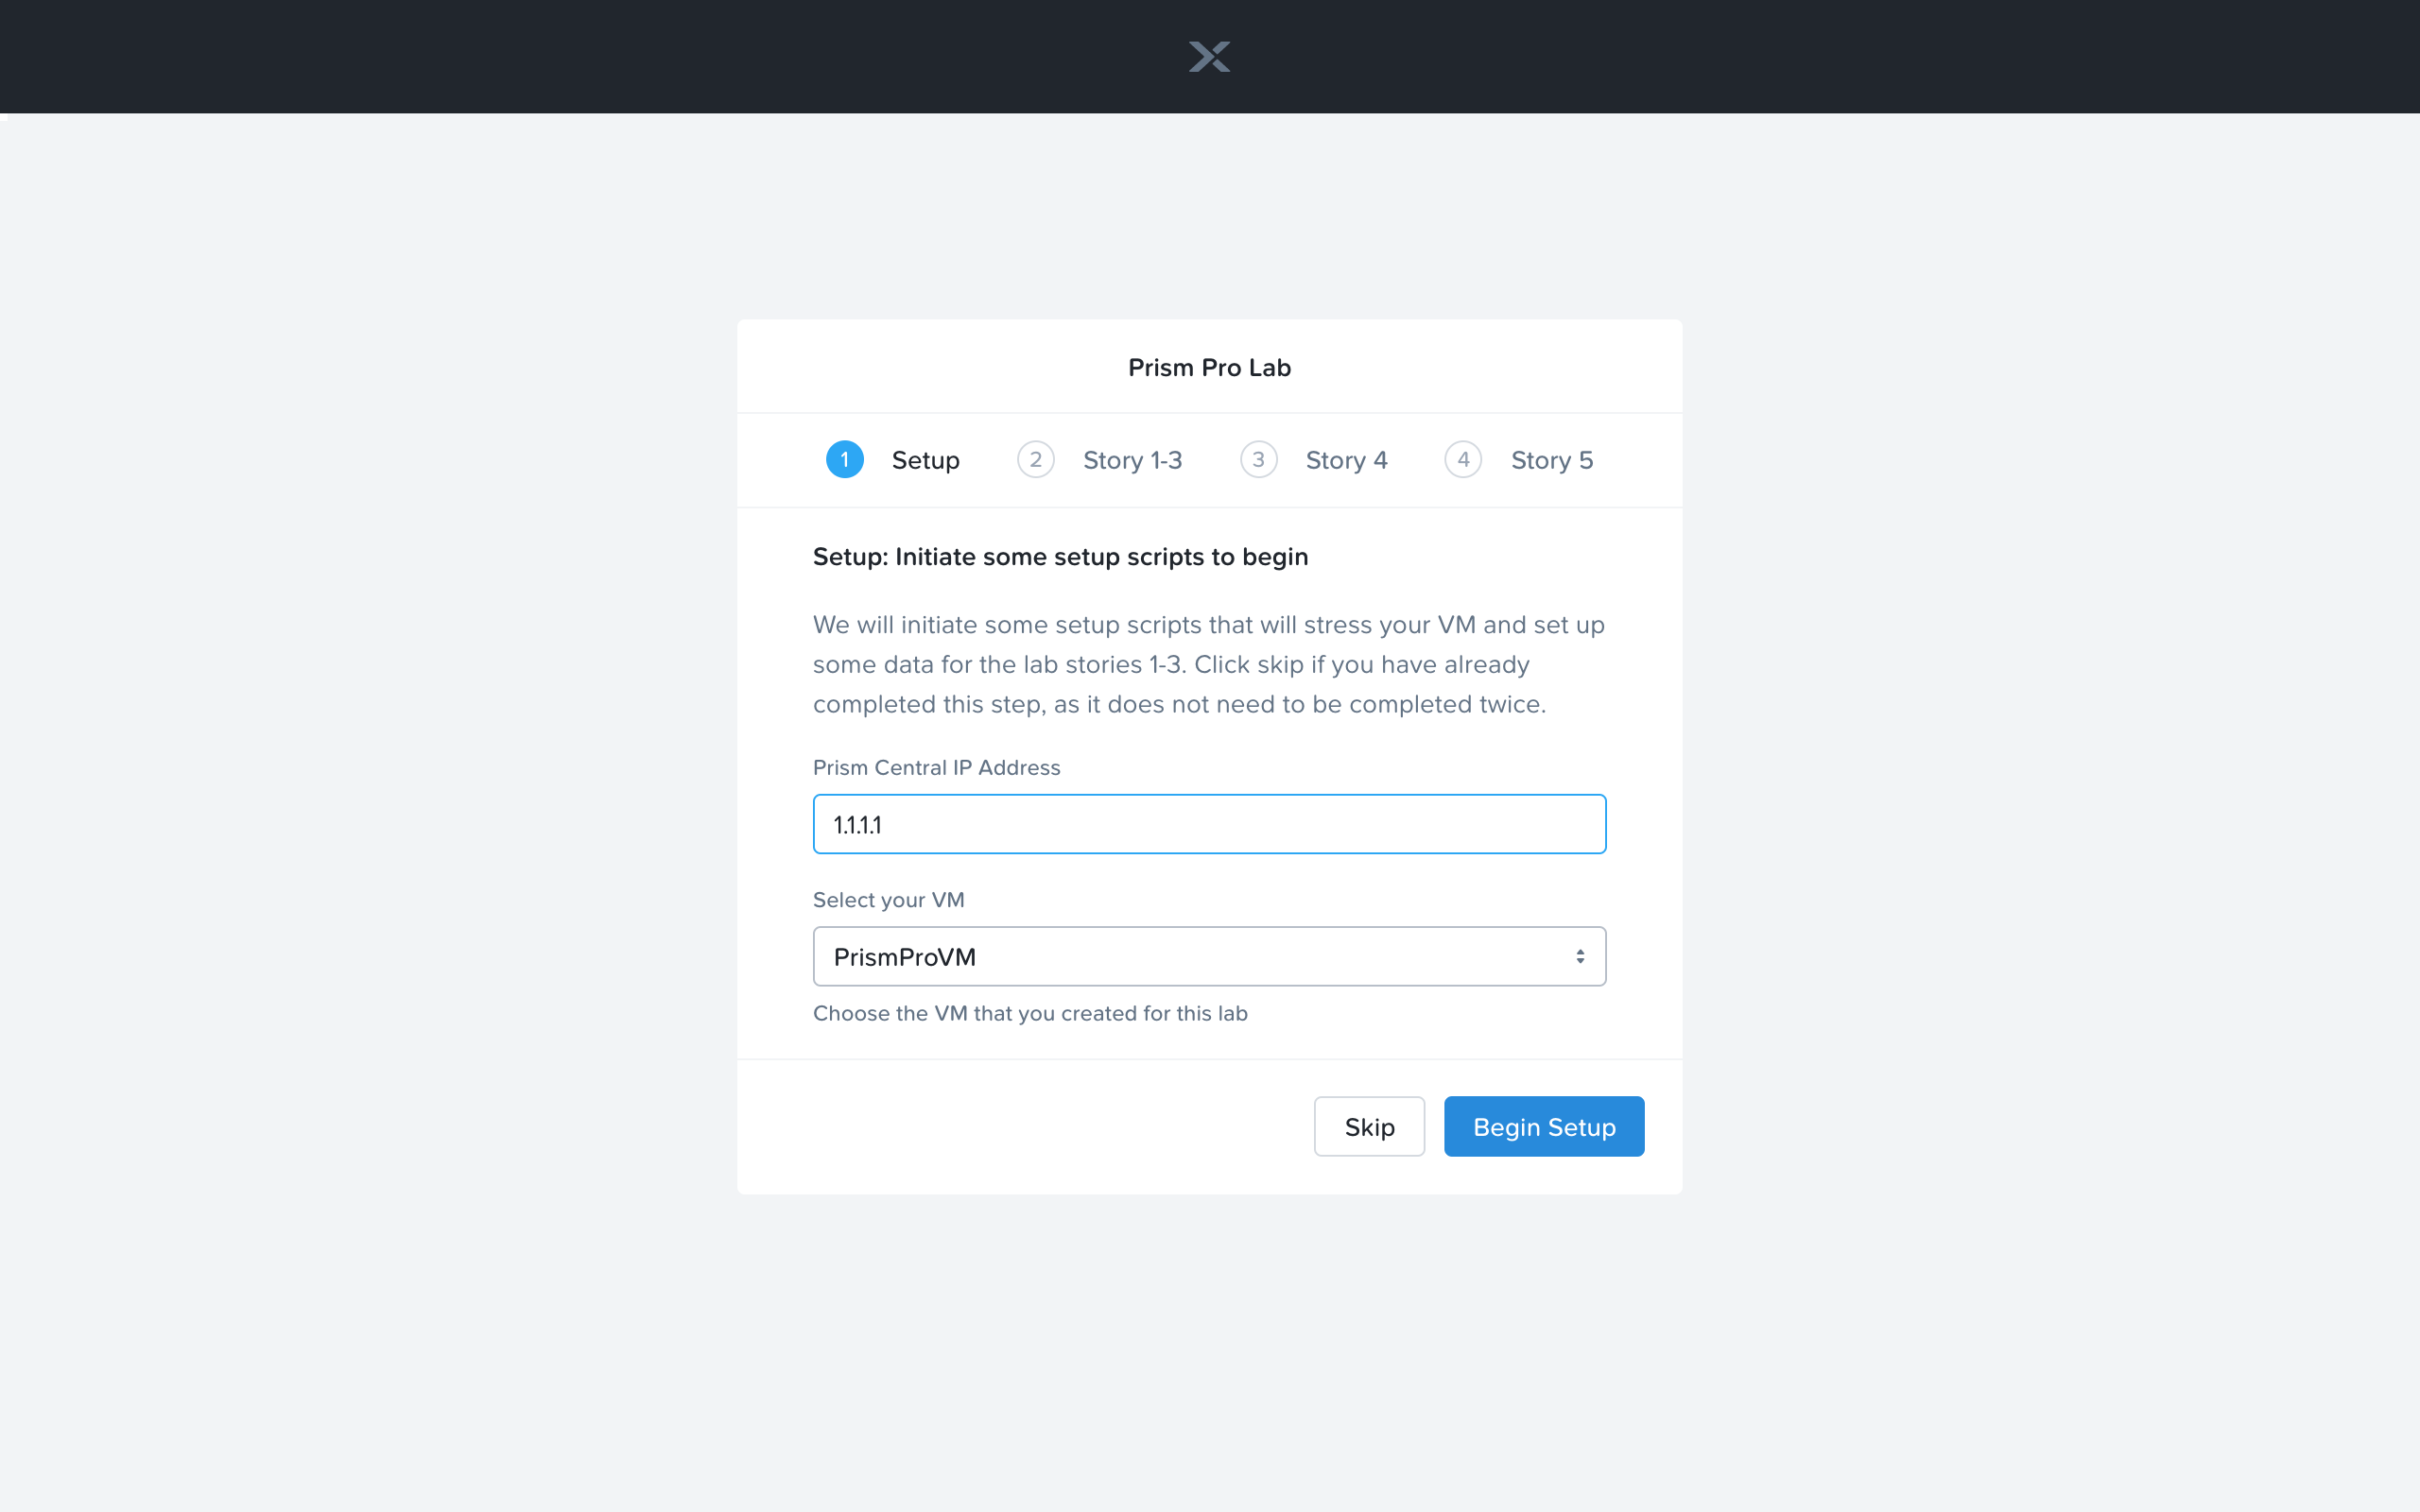 Prism Pro Lab
1 Setup 2 Story 1-3 3 Story 4 4 Story 5
Setup: Initiate some setup scripts to begin
We will initiate some setup scripts that will stress your VM and set up
some data for the lab stories 1-3. Click skip if you have already
completed this step, as it does not need to be completed twice.
Prism Central IP Address
1.1.1.1
Select your VM
PrismProVM
Choose the VM that you created for this lab
Skip Begin Setup